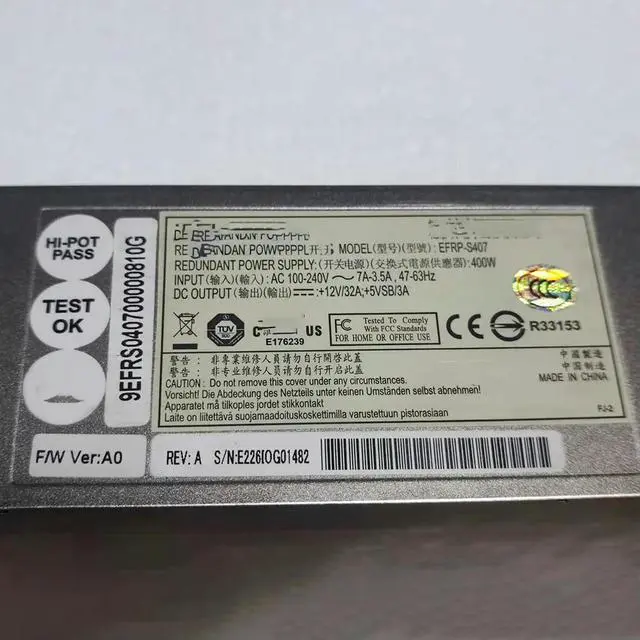 HI-POT
PASS
TEST
OK
9EFRS04070000081OG
MODEL(型号)(型號): EFRP-S407
REDUNDANT POWER SUPPLY: (开关电源) (交換式電源供應器): 400W
INPUT (输入) (輸入) : AC 100-240V ～ 7A-3.5A, 47-63Hz
DC OUTPUT (输出) (輸出) +12V/32A;+5VSB/3A
TÜV
US
E176239
FC
Tested To Comply
With FCC Standards
FOR HOME OR OFFICE USE
CE
R33153
CCC
警告: 非專業維修人員請勿自行開啟此蓋
警告: 非专业维修人员请勿自行开启此盖
CAUTION : Do not remove this cover under any circumstances.
Vorsicht! Die Abdeckung des Netzteils unter keinen Umständen selbst
Apparatet må tilkoples jordet stikkontakt
Laite on liitettävä suojamaadoituskoskettimilla varustettuun pistorasiaan
中國製造
中国制造
MADE IN CHINA
FJ-2
F/W Ver:A0
REV: A S/N:E226IOG01482